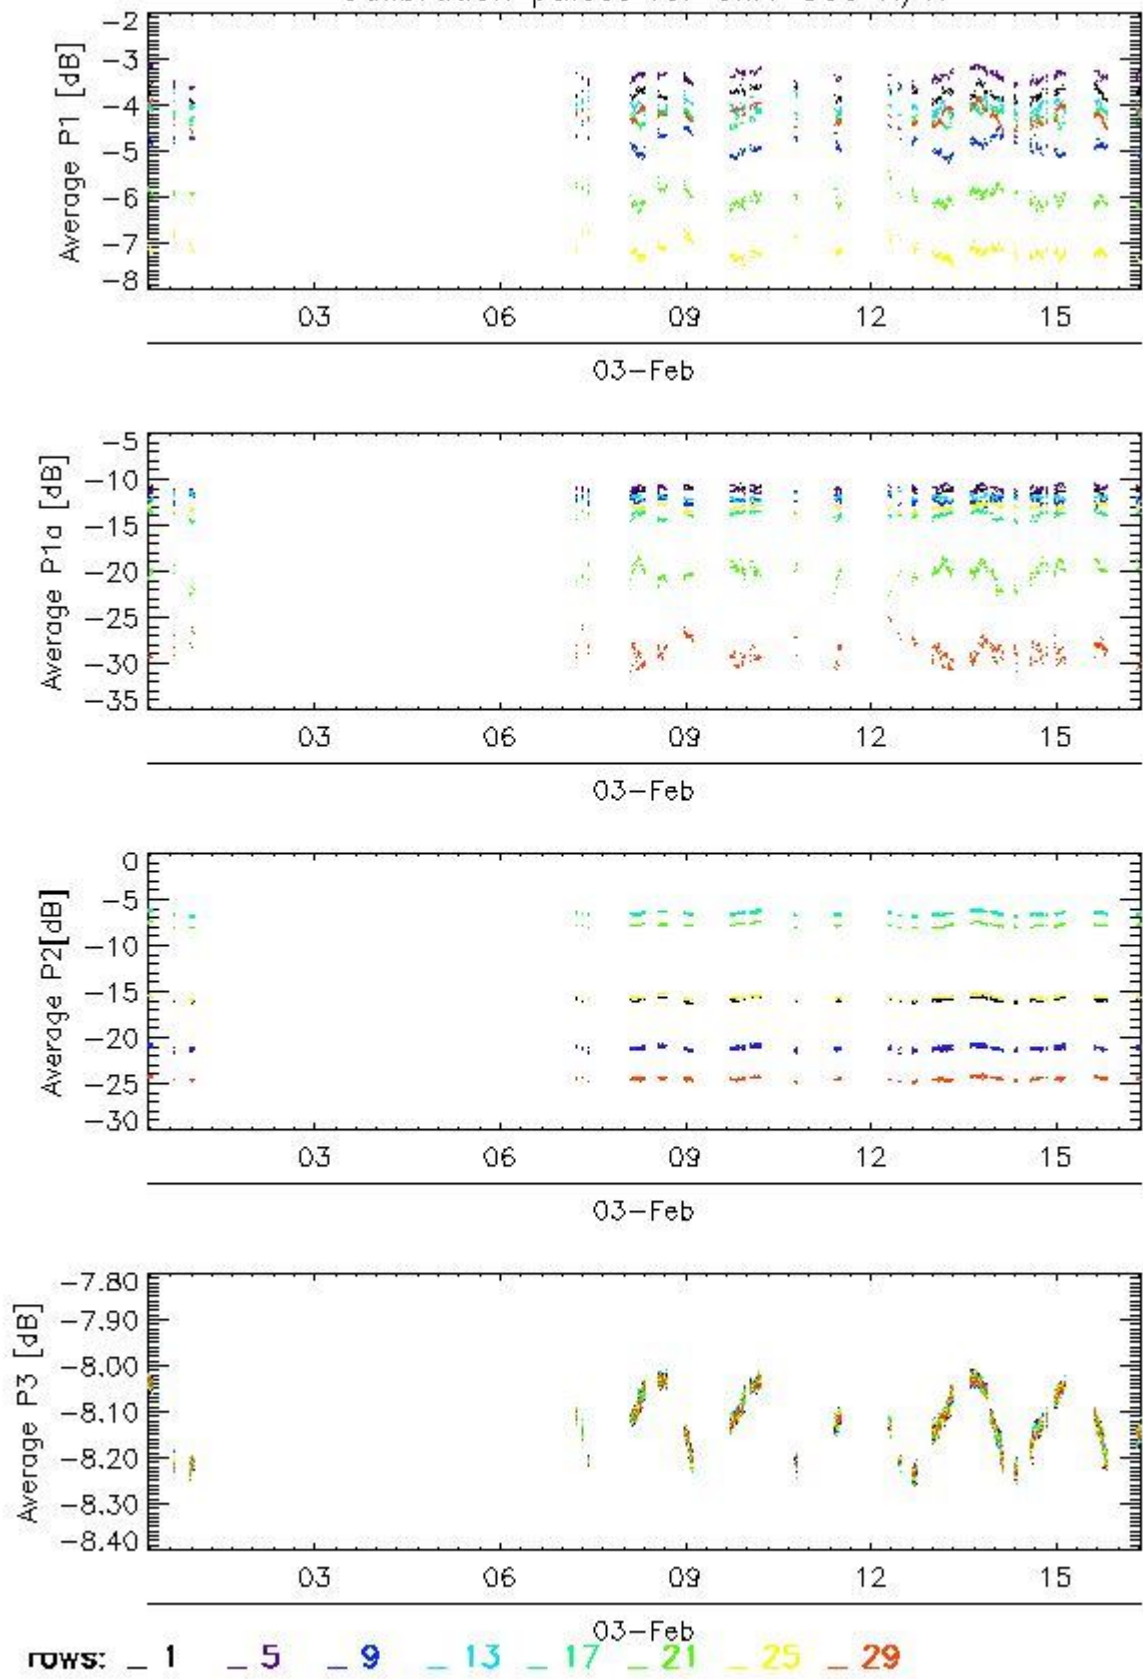 -2
-3
-4
-5
-6
-7
-8
Average P1 [dB]
03 06 09 12 15
03-Feb
-5
-10
-15
-20
-25
-30
-35
Average P1a [dB]
03 06 09 12 15
03-Feb
0
-5
-10
-15
-20
-25
-30
Average P2[dB]
03 06 09 12 15
03-Feb
-7.80
-7.90
-8.00
-8.10
-8.20
-8.30
-8.40
Average P3 [dB]
03 06 09 12 15
03-Feb
rows: _ 1 _ 5 _ 9 _ 13 _ 17 _ 21 _ 25 _ 29